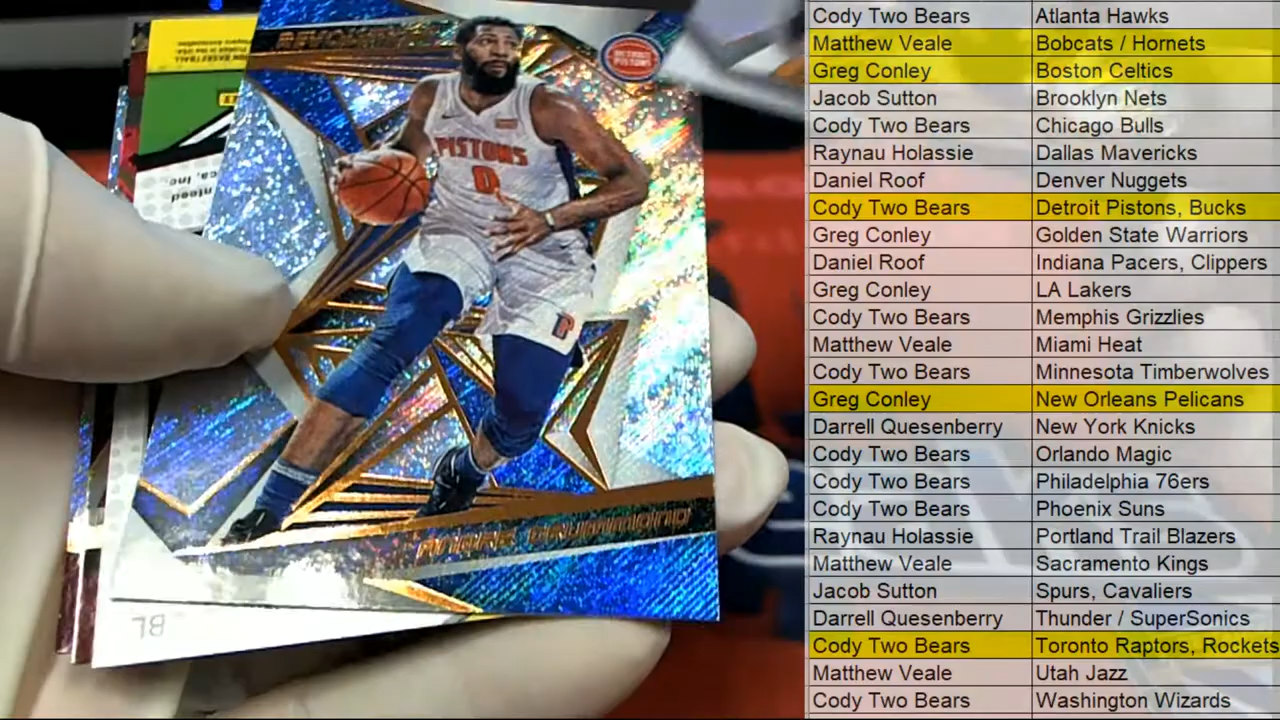 REVOLUTION
DETROIT
PISTONS
PISTONS
0
ANDRE DRUMMOND
Cody Two Bears Atlanta Hawks
Matthew Veale Bobcats / Hornets
Greg Conley Boston Celtics
Jacob Sutton Brooklyn Nets
Cody Two Bears Chicago Bulls
Raynau Holassie Dallas Mavericks
Daniel Roof Denver Nuggets
Cody Two Bears Detroit Pistons, Bucks
Greg Conley Golden State Warriors
Daniel Roof Indiana Pacers, Clippers
Greg Conley LA Lakers
Cody Two Bears Memphis Grizzlies
Matthew Veale Miami Heat
Cody Two Bears Minnesota Timberwolves
Greg Conley New Orleans Pelicans
Darrell Quesenberry New York Knicks
Cody Two Bears Orlando Magic
Cody Two Bears Philadelphia 76ers
Cody Two Bears Phoenix Suns
Raynau Holassie Portland Trail Blazers
Matthew Veale Sacramento Kings
Jacob Sutton Spurs, Cavaliers
Darrell Quesenberry Thunder / SuperSonics
Cody Two Bears Toronto Raptors, Rockets
Matthew Veale Utah Jazz
Cody Two Bears Washington Wizards